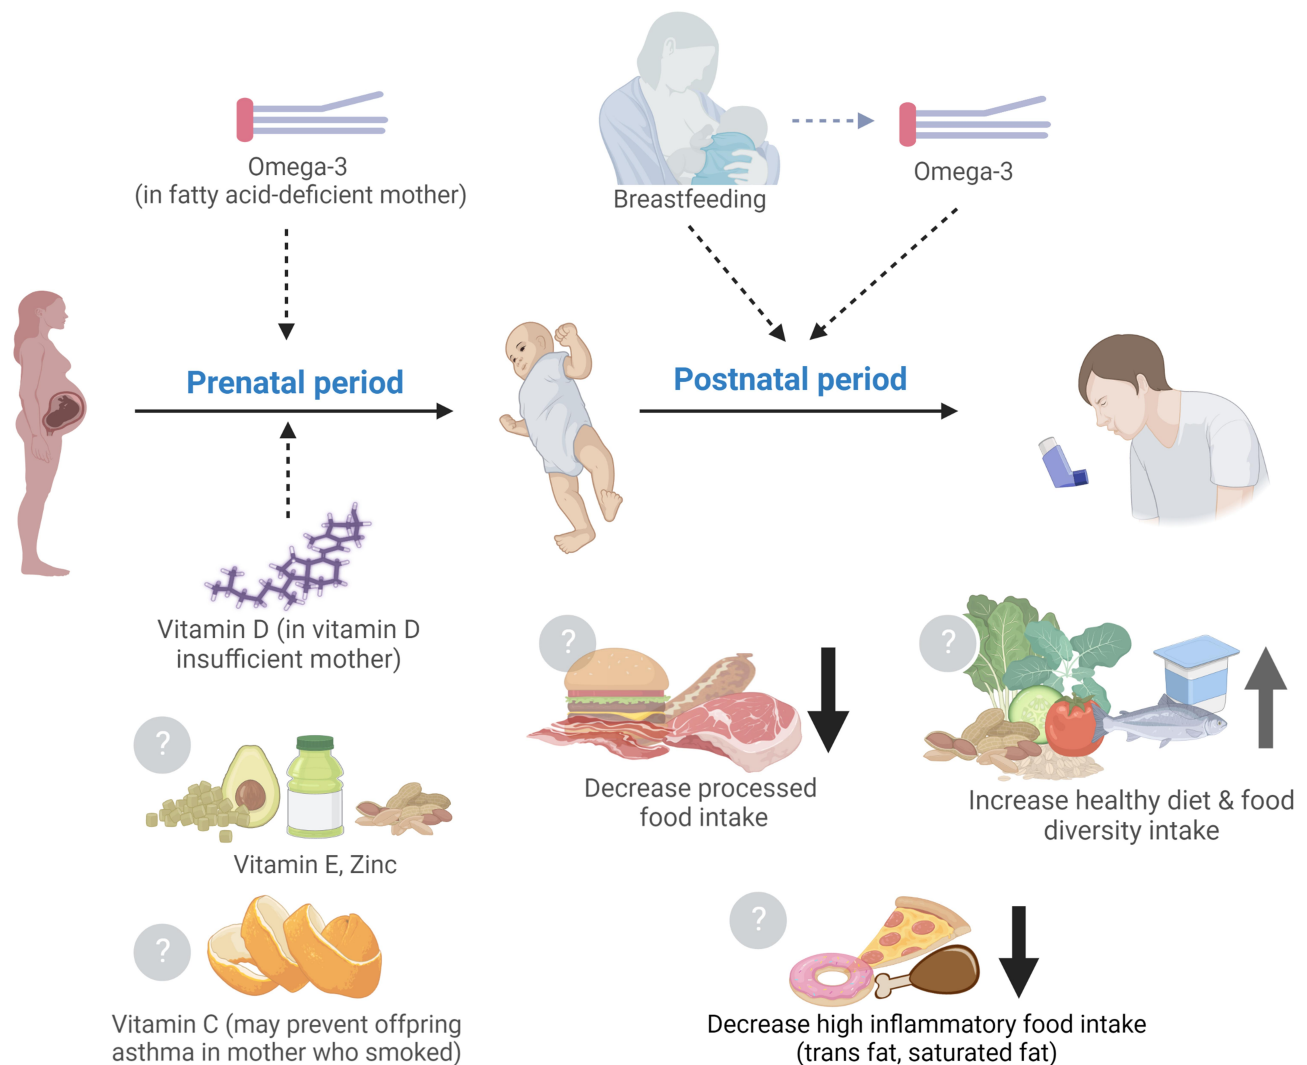 Omega-3
(in fatty acid-deficient mother)
Breastfeeding
Omega-3
Prenatal period
Postnatal period
Vitamin D (in vitamin D
insufficient mother)
?
Vitamin E, Zinc
?
Vitamin C (may prevent offpring
asthma in mother who smoked)
?
Decrease processed
food intake
?
Increase healthy diet & food
diversity intake
?
Decrease high inflammatory food intake
(trans fat, saturated fat)